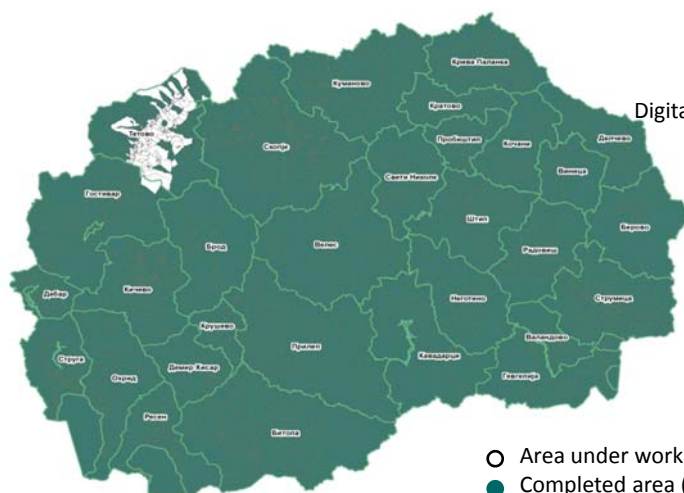 Крива Паланка
Куманово
Кратово
Digita
Тетово
Пробиштип
Кочани
Делчево
Скопје
Свети Николе
Виница
Гостивар
Штип
Берово
Брод
Велес
Радовиш
Дебар
Кичево
Неготино
Струмица
Крушево
Валандово
Прилеп
Струга
Демир Хисар
Кавадарци
Охрид
Гевгелија
Ресен
Битола
Area under work
Completed area (